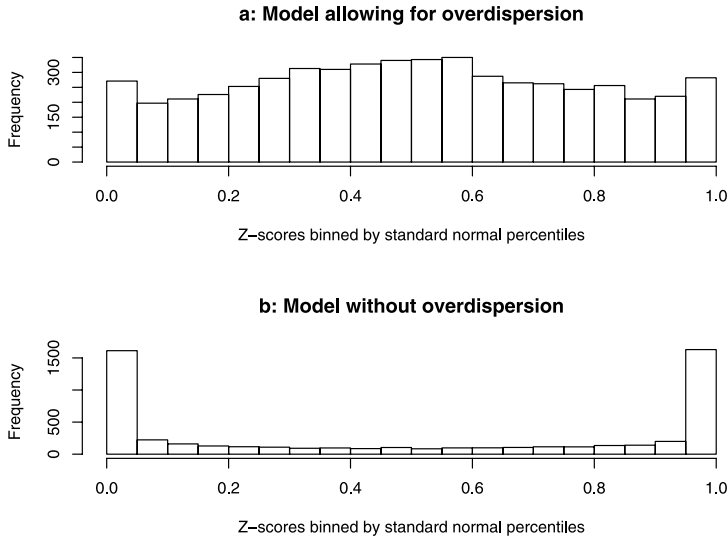 a: Model allowing for overdispersion
Frequency
300
150
0
0.0 0.2 0.4 0.6 0.8 1.0
Z−scores binned by standard normal percentiles
b: Model without overdispersion
Frequency
1500
500
0
0.0 0.2 0.4 0.6 0.8 1.0
Z−scores binned by standard normal percentiles